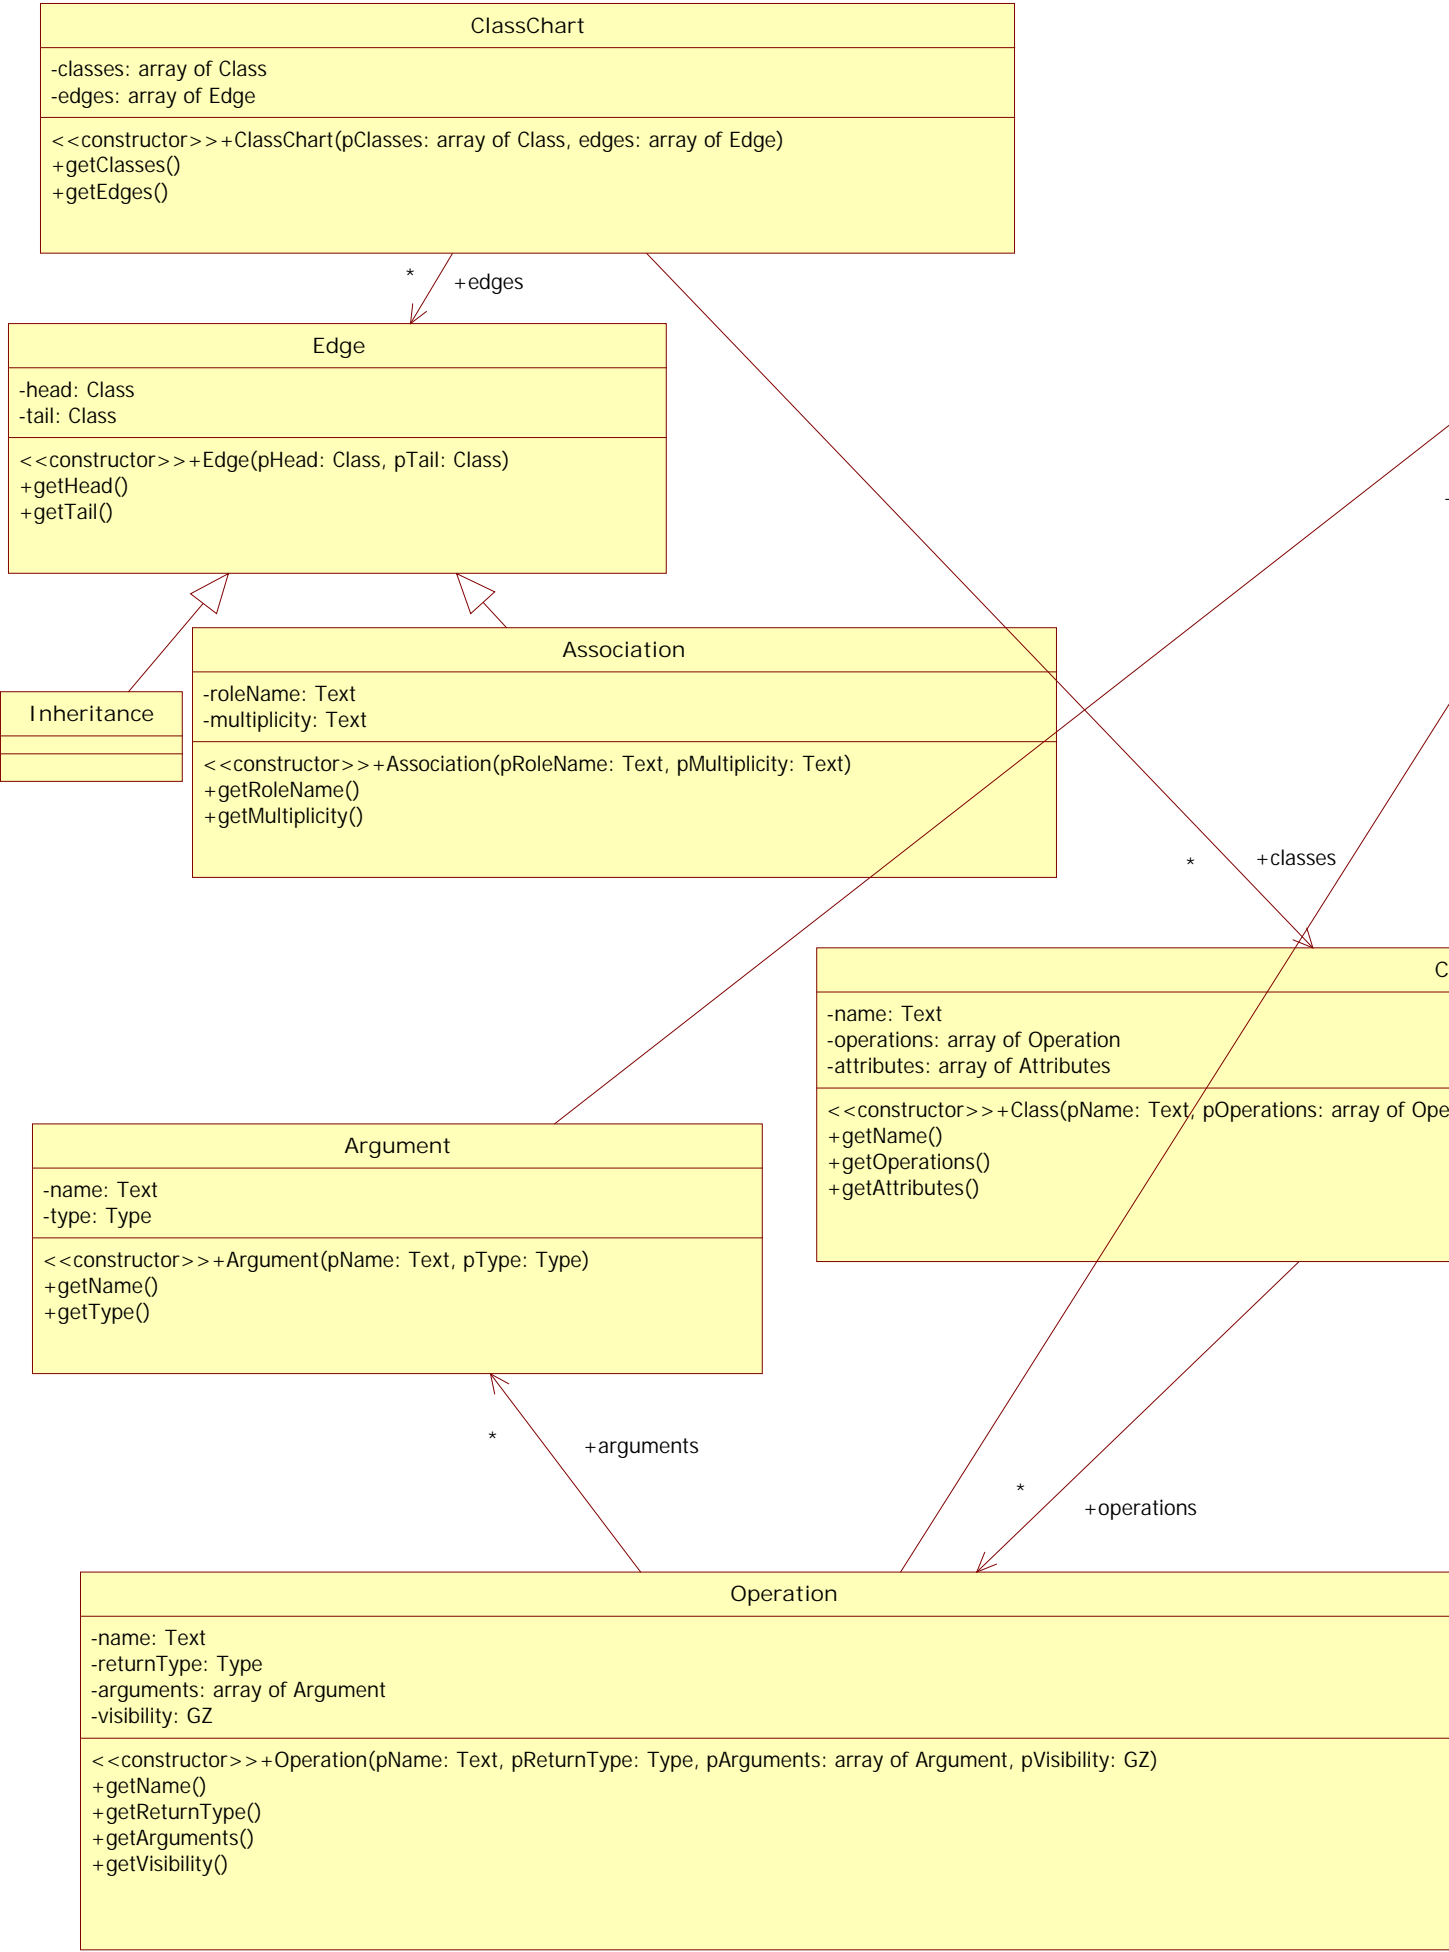 ClassChart
-classes: array of Class
-edges: array of Edge
<<constructor>>+ClassChart(pClasses: array of Class, edges: array of Edge)
+getClasses()
+getEdges()
*
+edges
Edge
-head: Class
-tail: Class
<<constructor>>+Edge(pHead: Class, pTail: Class)
+getHead()
+getTail()
Association
-roleName: Text
-multiplicity: Text
<<constructor>>+Association(pRoleName: Text, pMultiplicity: Text)
+getRoleName()
+getMultiplicity()
Inheritance
*
+classes
C
-name: Text
-operations: array of Operation
-attributes: array of Attributes
<<constructor>>+Class(pName: Text, pOperations: array of Ope
+getName()
+getOperations()
+getAttributes()
Argument
-name: Text
-type: Type
<<constructor>>+Argument(pName: Text, pType: Type)
+getName()
+getType()
*
+arguments
*
+operations
Operation
-name: Text
-returnType: Type
-arguments: array of Argument
-visibility: GZ
<<constructor>>+Operation(pName: Text, pReturnType: Type, pArguments: array of Argument, pVisibility: GZ)
+getName()
+getReturnType()
+getArguments()
+getVisibility()